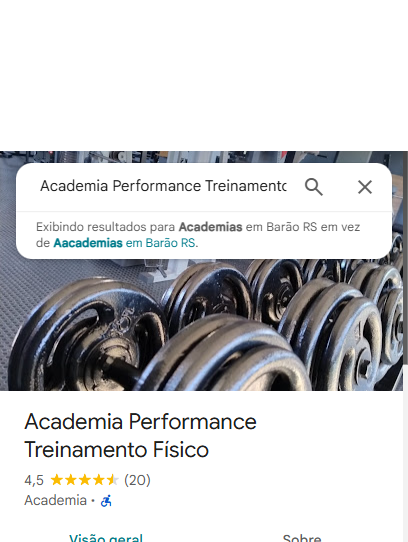 Academia Performance Treinamento
Exibindo resultados para Academias em Barão RS em vez
de Aacademias em Barão RS.
Academia Performance
Treinamento Físico
4,5 (20)
Academia ·
Visão geral Sobre